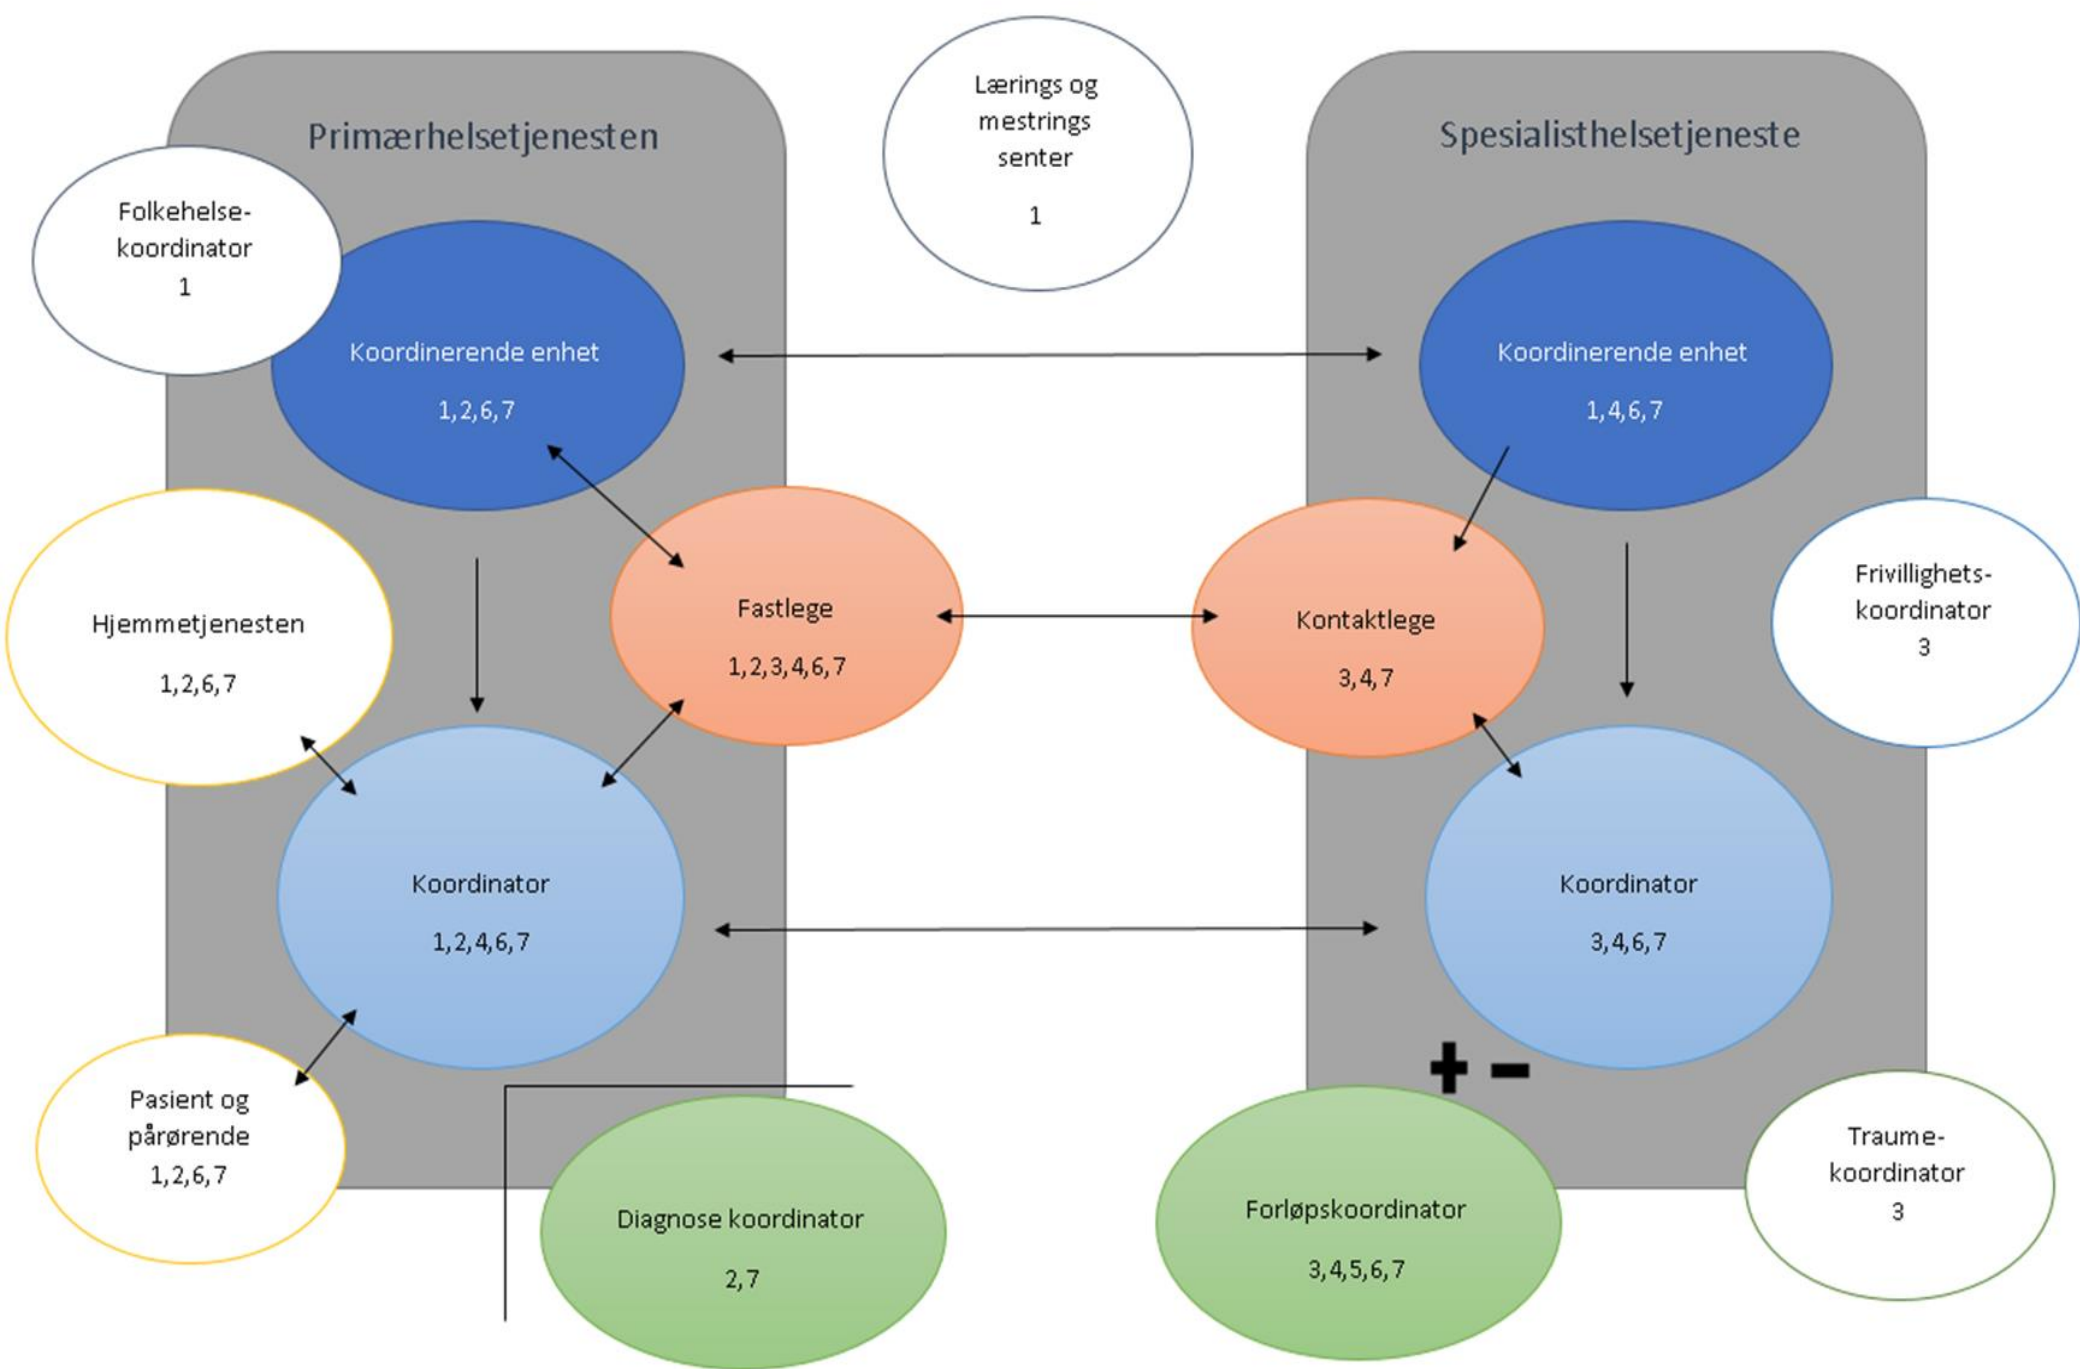 Primærhelsetjenesten
Lærings og
mestrings
senter
1
Spesialisthelsetjeneste
Folkehelse-
koordinator
1
Koordinerende enhet
1,2,6,7
Koordinerende enhet
1,4,6,7
Hjemmetjenesten
1,2,6,7
Fastlege
1,2,3,4,6,7
Kontaktlege
3,4,7
Frivillighets-
koordinator
3
Koordinator
1,2,4,6,7
Koordinator
3,4,6,7
+ −
Pasient og
pårørende
1,2,6,7
Diagnose koordinator
2,7
Forløpskoordinator
3,4,5,6,7
Traume-
koordinator
3